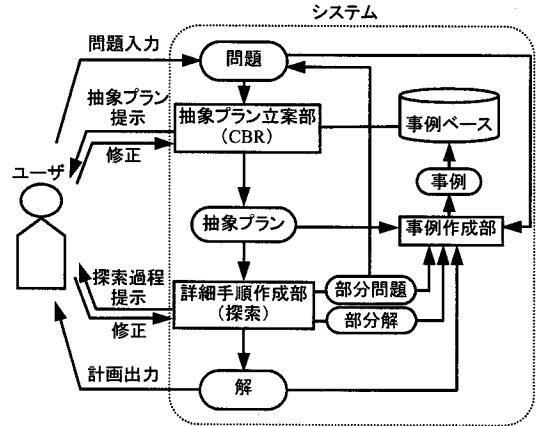 システム
問題入力
問題
抽象プラン
提示
抽象プラン立案部
(CBR)
事例ベース
修正
ユーザ
事例
抽象プラン
事例作成部
探索過程
提示
詳細手順作成部
(探索)
部分問題
部分解
修正
計画出力
解